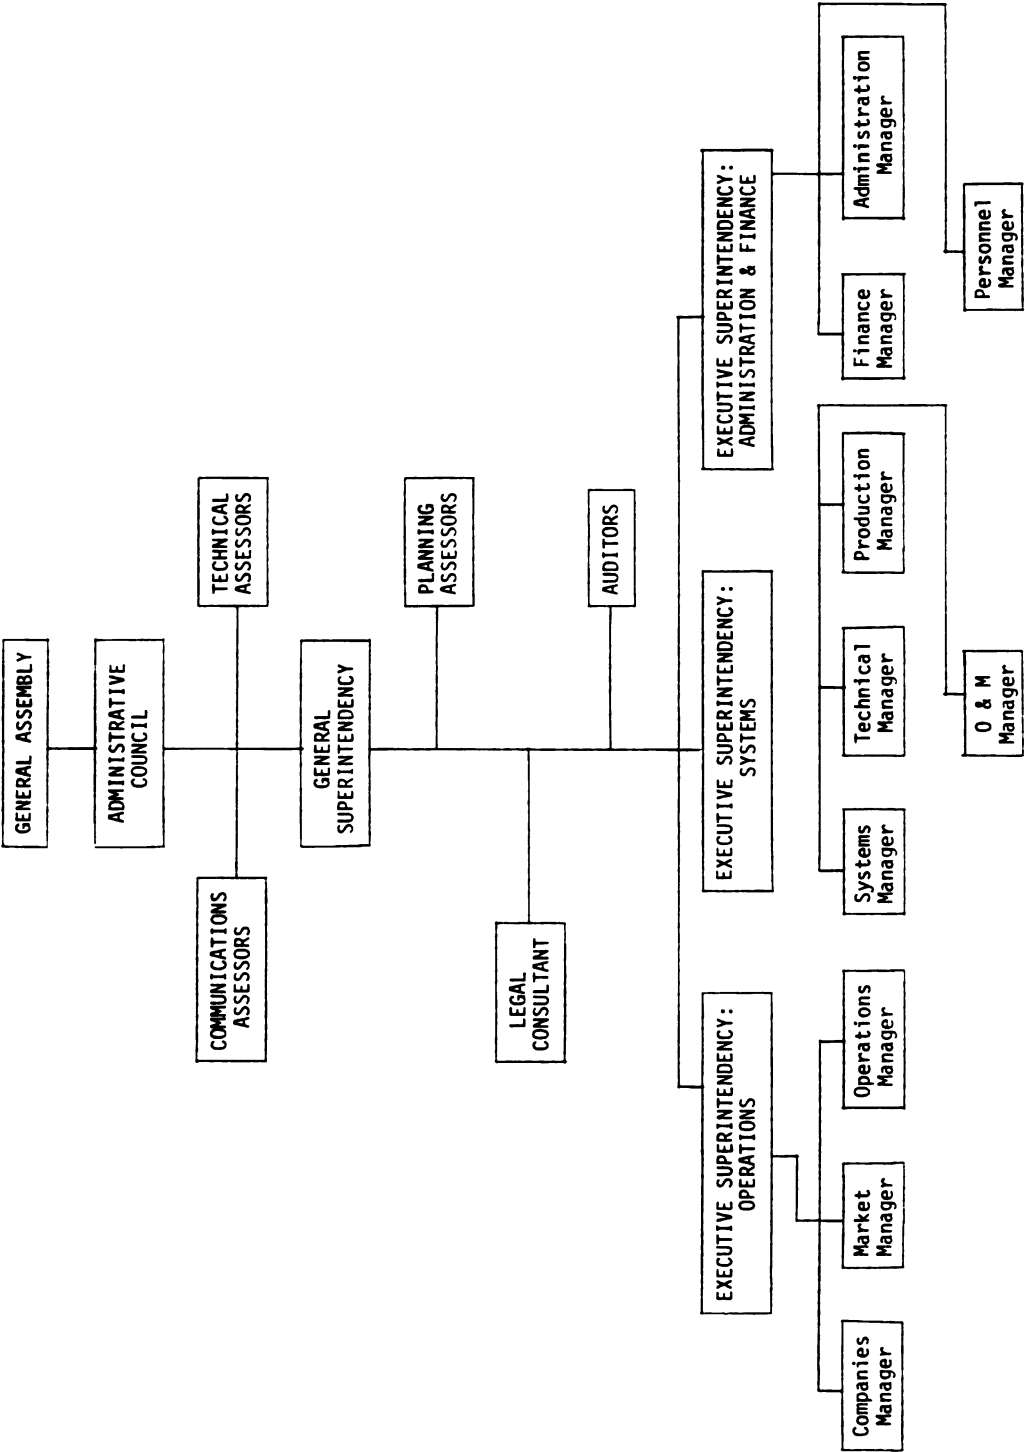 GENERAL ASSEMBLY
ADMINISTRATIVE
COUNCIL
COMMUNICATIONS
ASSESSORS
TECHNICAL
ASSESSORS
GENERAL
SUPERINTENDENCY
PLANNING
ASSESSORS
LEGAL
CONSULTANT
AUDITORS
EXECUTIVE SUPERINTENDENCY:
OPERATIONS
EXECUTIVE SUPERINTENDENCY:
SYSTEMS
EXECUTIVE SUPERINTENDENCY:
ADMINISTRATION & FINANCE
Companies
Manager
Market
Manager
Operations
Manager
Systems
Manager
Technical
Manager
Production
Manager
Finance
Manager
Administration
Manager
O & M
Manager
Personnel
Manager